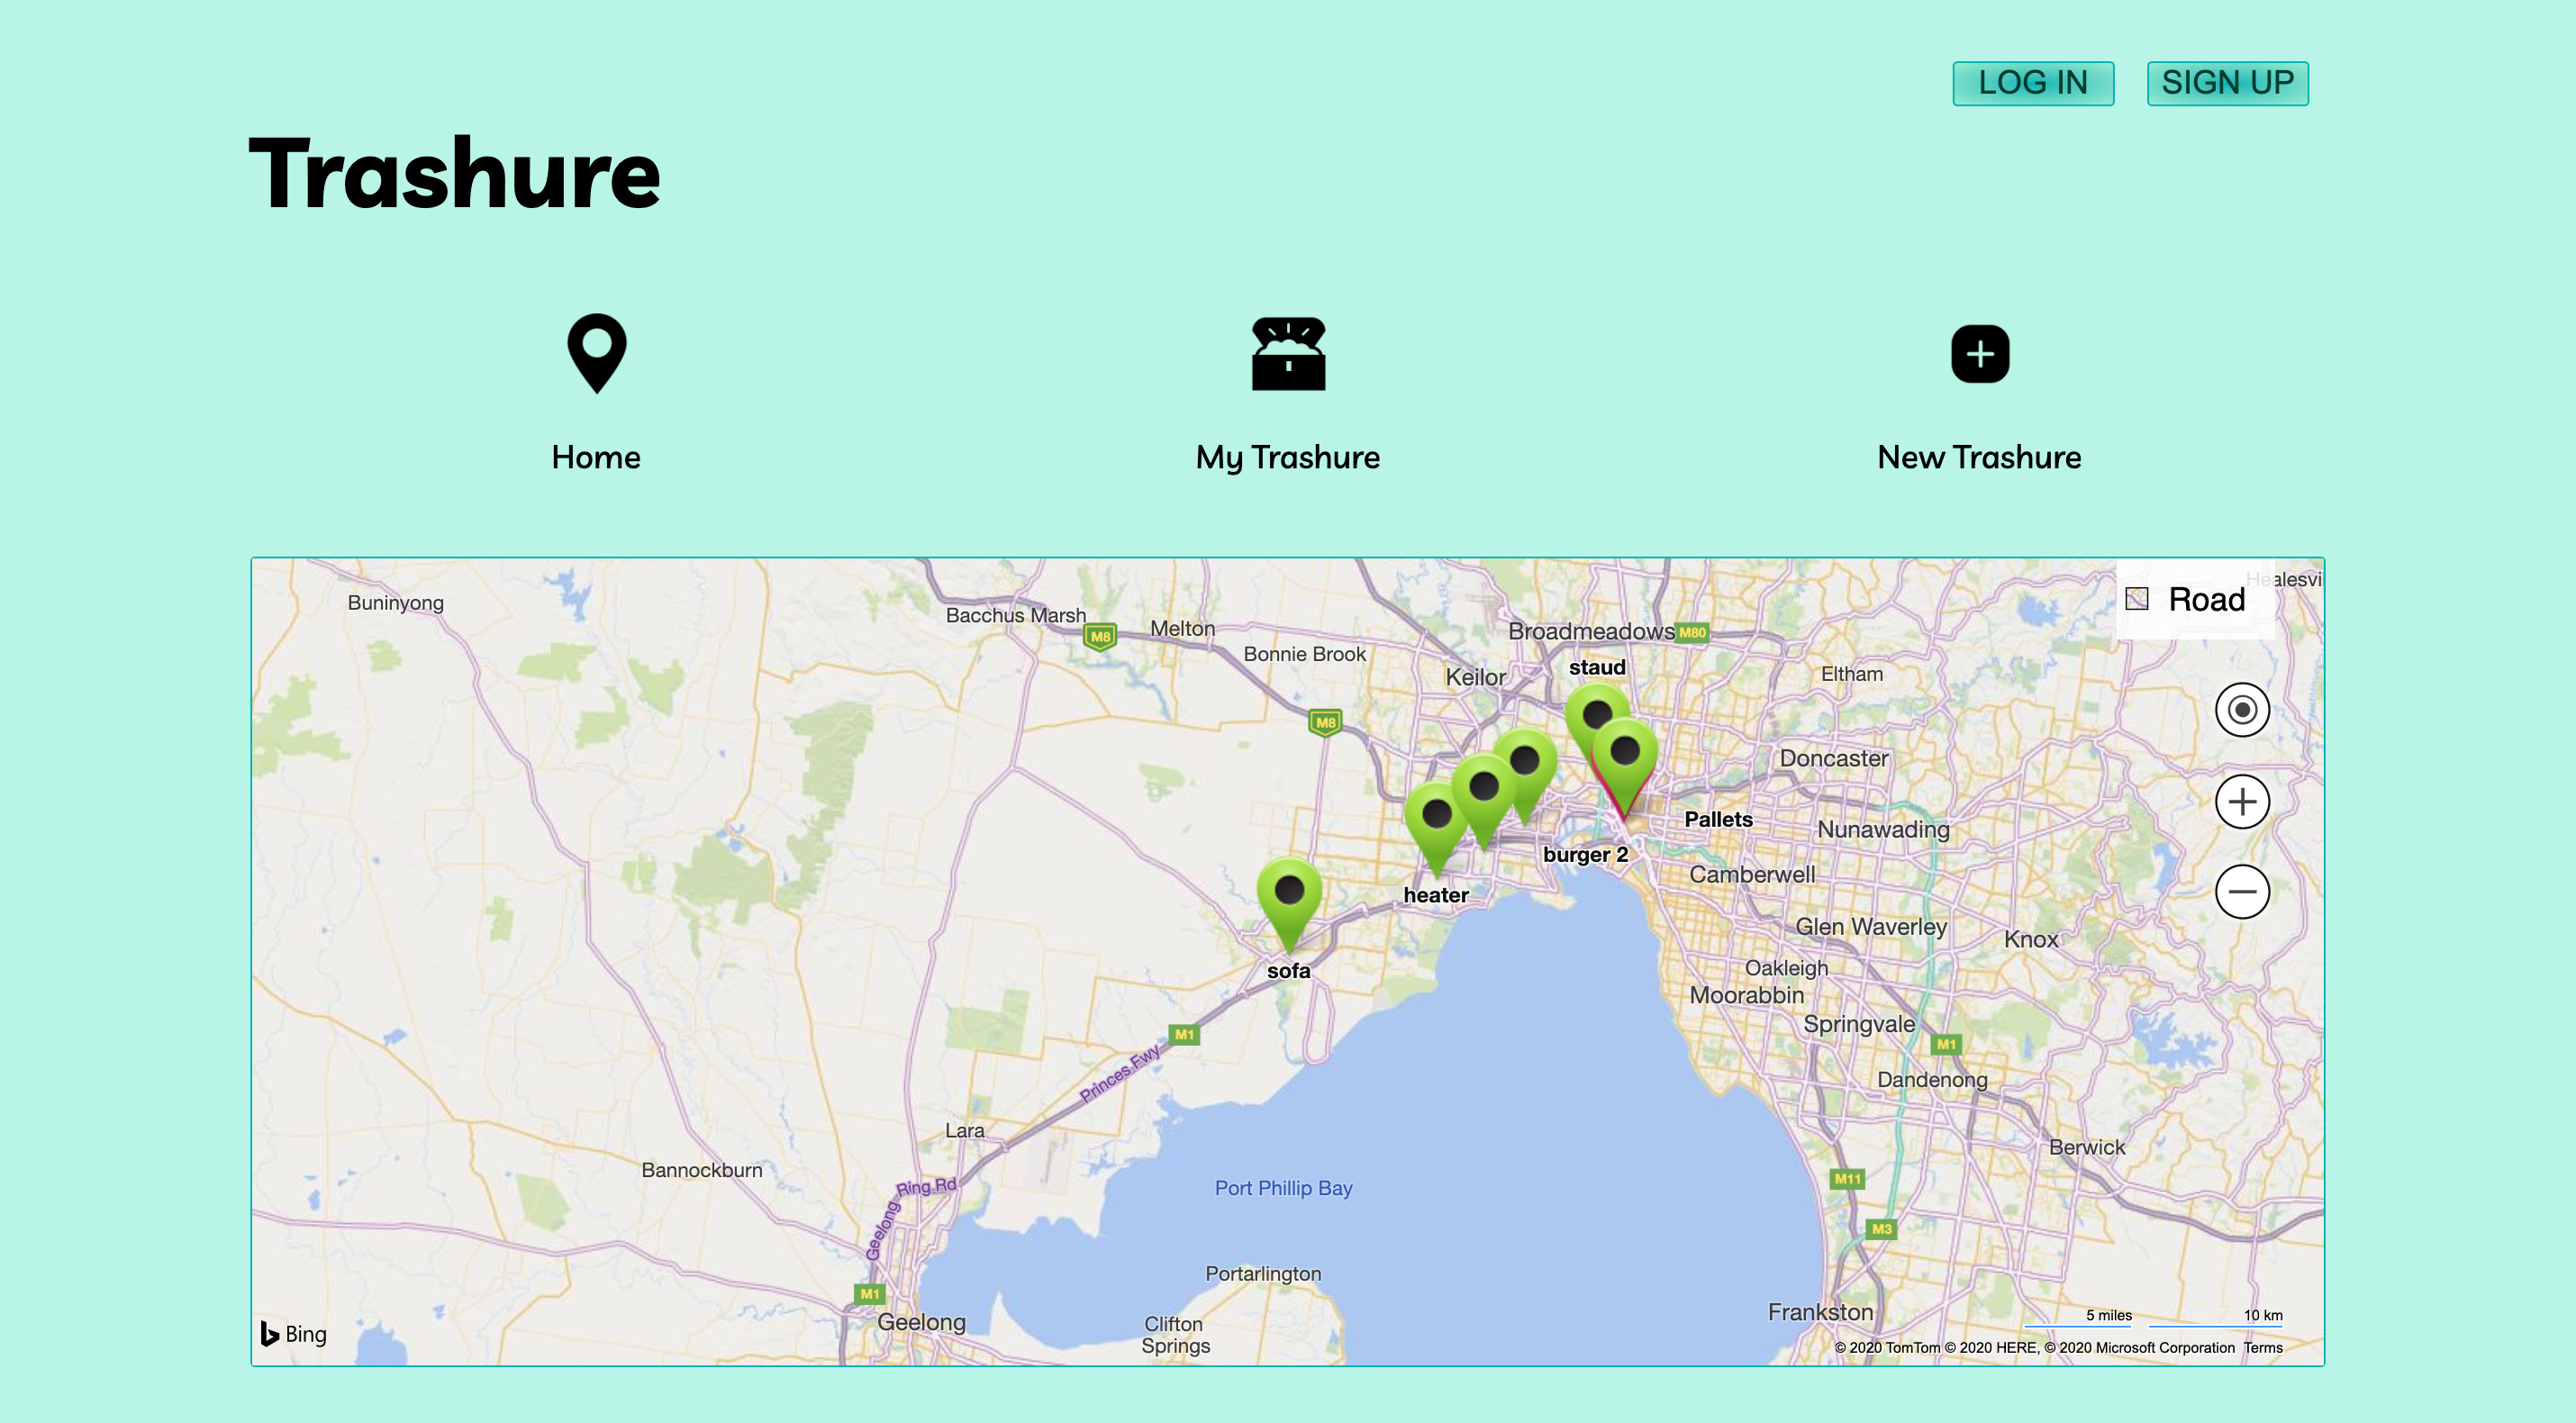 LOG IN
SIGN UP
Trashure
Home
My Trashure
New Trashure
Road
Buninyong
Bacchus Marsh
M8
Melton
Bonnie Brook
Broadmeadows
M80
staud
Keilor
Eltham
M8
Doncaster
Pallets
Nunawading
burger 2
Camberwell
heater
Glen Waverley
Knox
sofa
Oakleigh
Moorabbin
Springvale
M1
M1
Princes Fwy
Dandenong
Lara
Berwick
Bannockburn
M11
Geelong Ring Rd
Port Phillip Bay
M3
Portarlington
M1
Geelong
Clifton
Springs
Frankston
5 miles
10 km
Bing
© 2020 TomTom © 2020 HERE, © 2020 Microsoft Corporation Terms